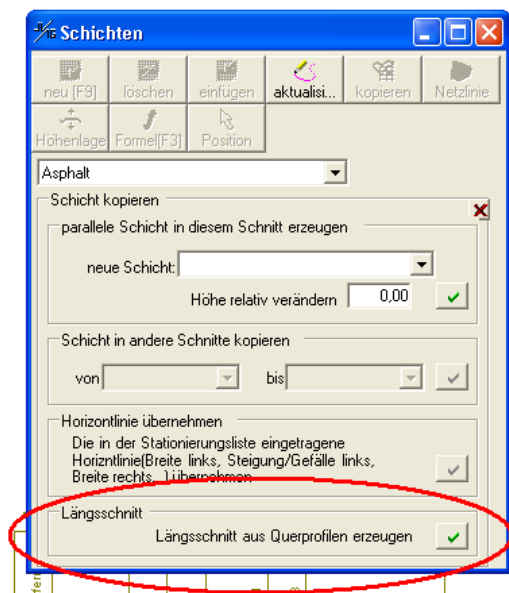 Schichten
neu [F9] löschen einfügen aktualisi... kopieren Netzlinie
Höhenlage Formel[F3] Position
Asphalt
Schicht kopieren
parallele Schicht in diesem Schnitt erzeugen
neue Schicht:
Höhe relativ verändern 0,00
Schicht in andere Schnitte kopieren
von bis
Horizontlinie übernehmen
Die in der Stationierungsliste eingetragene
Horizntlinie(Breite links, Steigung/Gefälle links,
Breite rechts, ..) übernehmen
Längsschnitt
Längsschnitt aus Querprofilen erzeugen